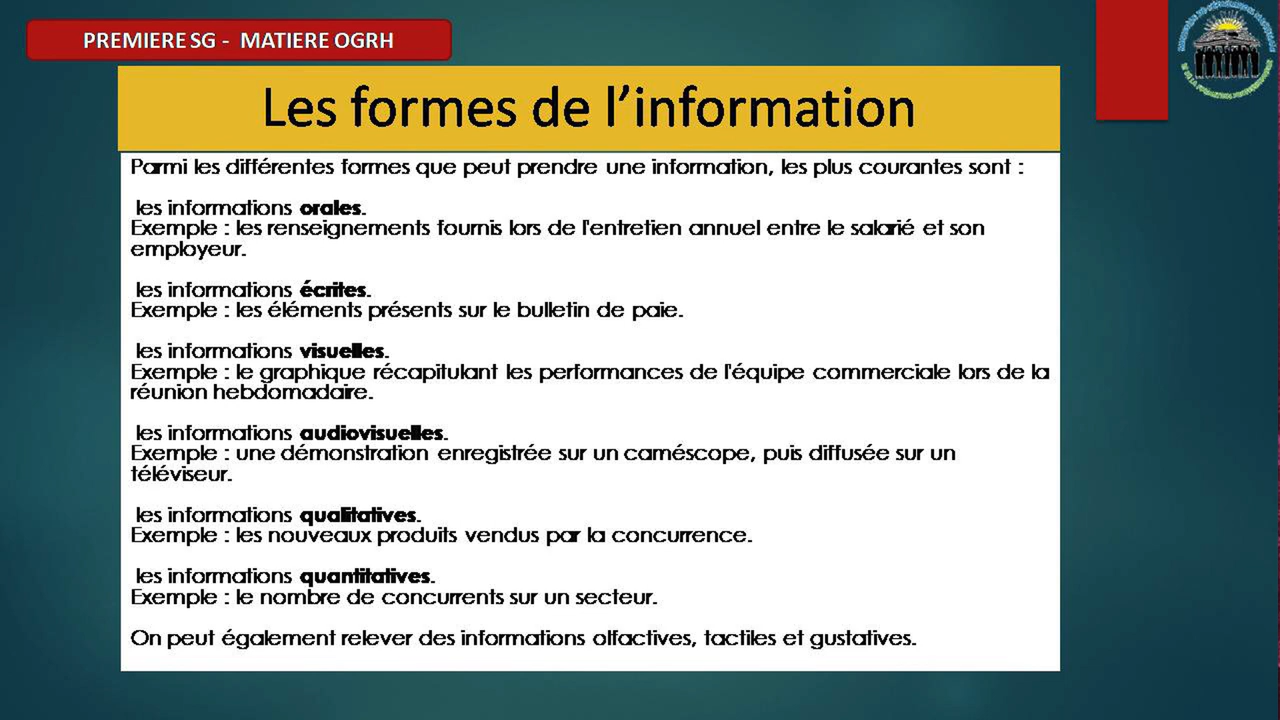 PREMIERE SG - MATIERE OGRH
Les formes de l’information
Parmi les différentes formes que peut prendre une information, les plus courantes sont :
les informations orales.
Exemple : les renseignements fournis lors de l'entretien annuel entre le salarié et son
employeur.
les informations écrites.
Exemple : les éléments présents sur le bulletin de paie.
les informations visuelles.
Exemple : le graphique récapitulant les performances de l'équipe commerciale lors de la
réunion hebdomadaire.
les informations audiovisuelles.
Exemple : une démonstration enregistrée sur un caméscope, puis diffusée sur un
téléviseur.
les informations qualitatives.
Exemple : les nouveaux produits vendus par la concurrence.
les informations quantitatives.
Exemple : le nombre de concurrents sur un secteur.
On peut également relever des informations olfactives, tactiles et gustatives.